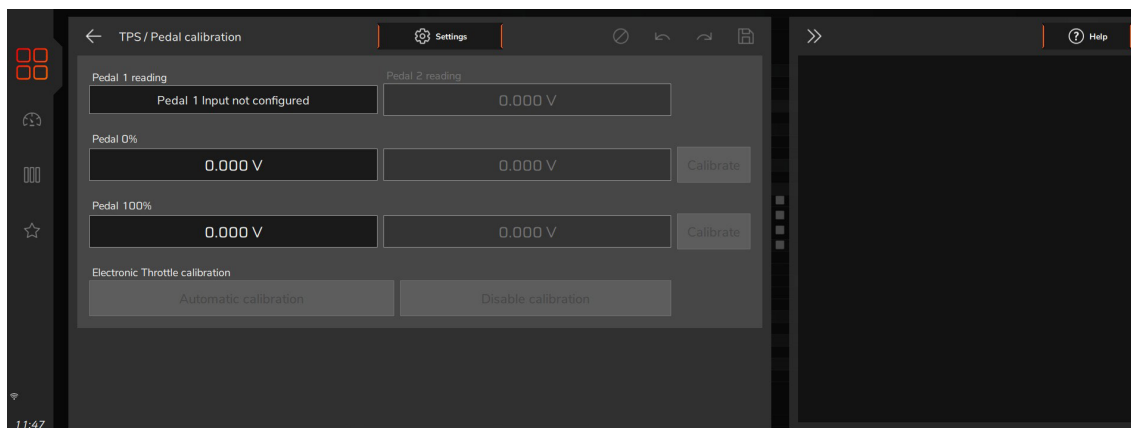 TPS / Pedal calibration
Settings
Help
Pedal 1 reading
Pedal 2 reading
Pedal 1 Input not configured
0.000 V
Pedal 0%
0.000 V
0.000 V
Calibrate
Pedal 100%
0.000 V
0.000 V
Calibrate
Electronic Throttle calibration
Automatic calibration
Disable calibration
11:47